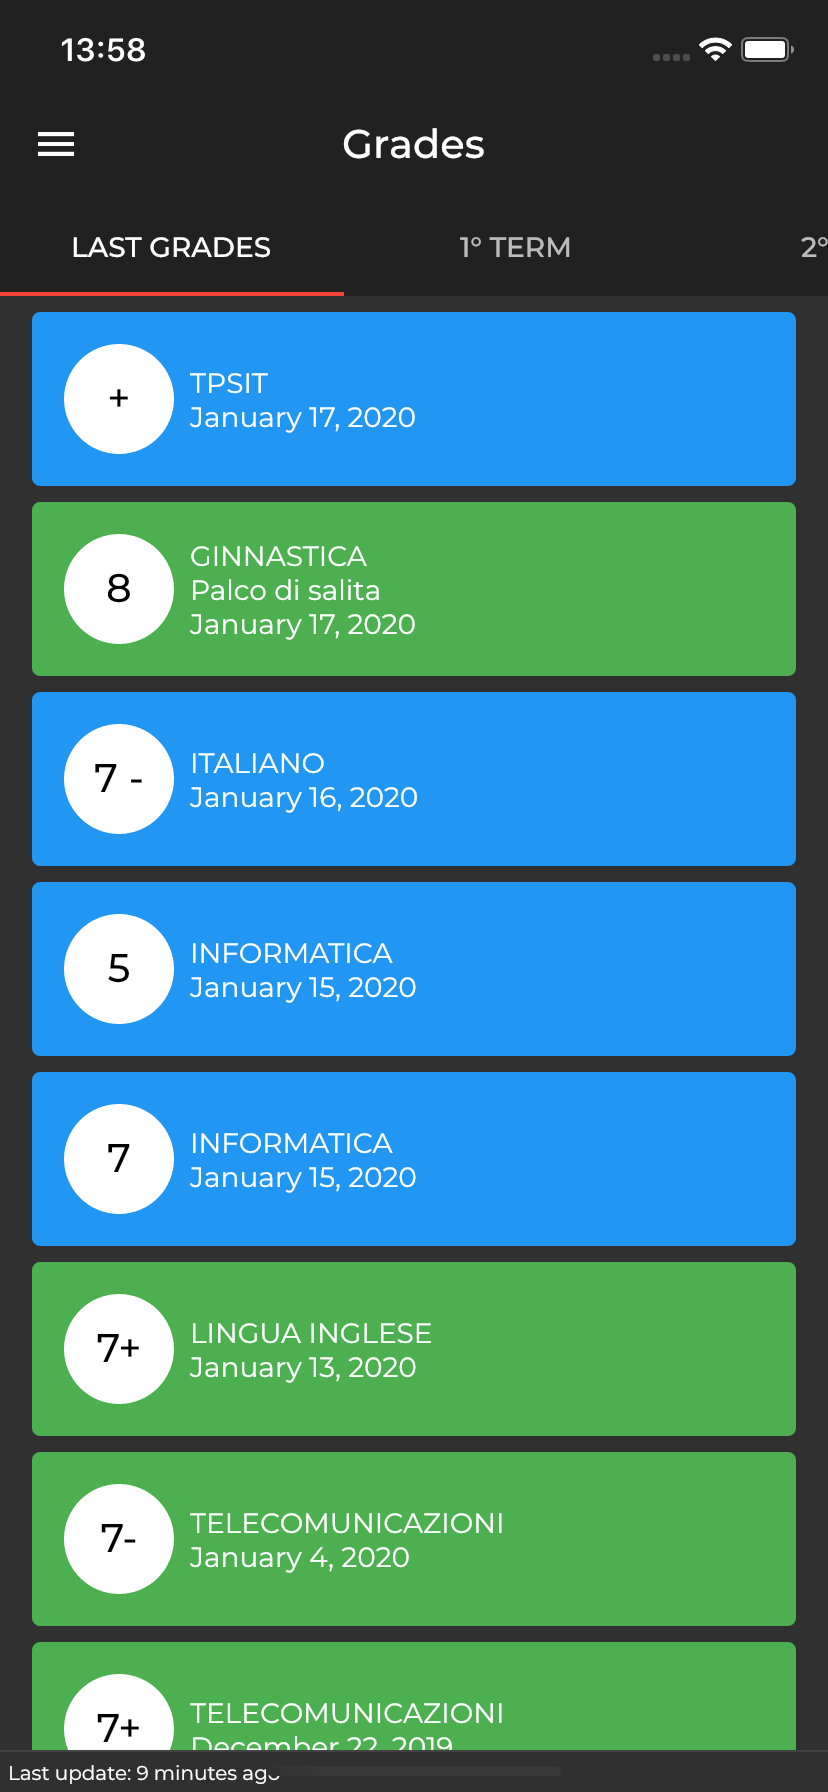 13:58
Grades
LAST GRADES
1° TERM
2°
+
TPSIT
January 17, 2020
8
GINNASTICA
Palco di salita
January 17, 2020
7 -
ITALIANO
January 16, 2020
5
INFORMATICA
January 15, 2020
7
INFORMATICA
January 15, 2020
7+
LINGUA INGLESE
January 13, 2020
7-
TELECOMUNICAZIONI
January 4, 2020
7+
TELECOMUNICAZIONI
December 22, 2019
Last update: 9 minutes ago